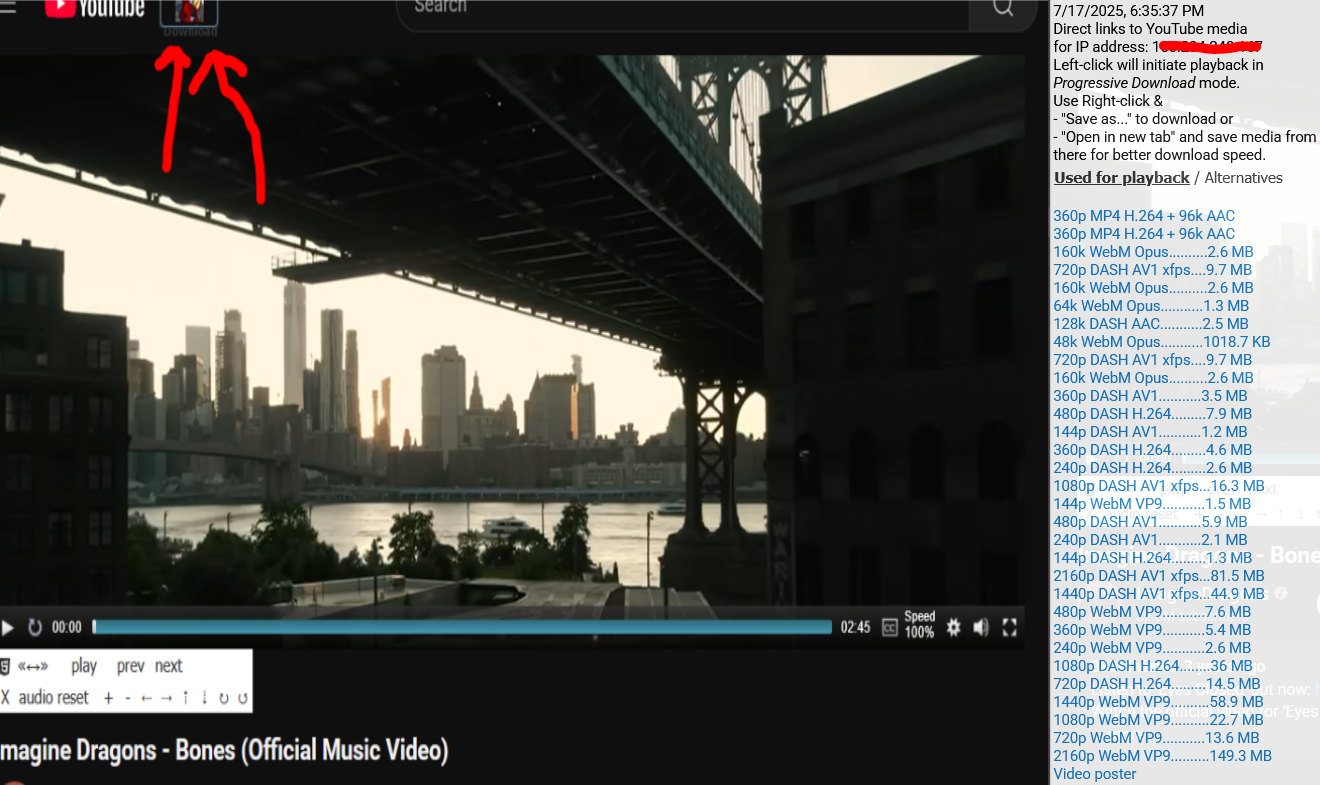 YouTube
Search
Download
00:00
02:45
CC
Speed
100%
«↔» play prev next
X audio reset + - ← → ↑ ↓ ↻ ↺
magine Dragons - Bones (Official Music Video)
7/17/2025, 6:35:37 PM
Direct links to YouTube media
for IP address: 1
Left-click will initiate playback in
Progressive Download mode.
Use Right-click &
- "Save as..." to download or
- "Open in new tab" and save media from
there for better download speed.
Used for playback / Alternatives
360p MP4 H.264 + 96k AAC
360p MP4 H.264 + 96k AAC
160k WebM Opus..........2.6 MB
720p DASH AV1 xfps....9.7 MB
160k WebM Opus..........2.6 MB
64k WebM Opus...........1.3 MB
128k DASH AAC...........2.5 MB
48k WebM Opus...........1018.7 KB
720p DASH AV1 xfps....9.7 MB
160k WebM Opus..........2.6 MB
360p DASH AV1...........3.5 MB
480p DASH H.264.........7.9 MB
144p DASH AV1...........1.2 MB
360p DASH H.264.........4.6 MB
240p DASH H.264.........2.6 MB
1080p DASH AV1 xfps...16.3 MB
144p WebM VP9..........1.5 MB
480p DASH AV1...........5.9 MB
240p DASH AV1...........2.1 MB
144p DASH H.264.........1.3 MB
2160p DASH AV1 xfps...81.5 MB
1440p DASH AV1 xfps...44.9 MB
480p WebM VP9..........7.6 MB
360p WebM VP9..........5.4 MB
240p WebM VP9..........2.6 MB
1080p DASH H.264.......36 MB
720p DASH H.264.........14.5 MB
1440p WebM VP9.........58.9 MB
1080p WebM VP9.........22.7 MB
720p WebM VP9...........13.6 MB
2160p WebM VP9.........149.3 MB
Video poster